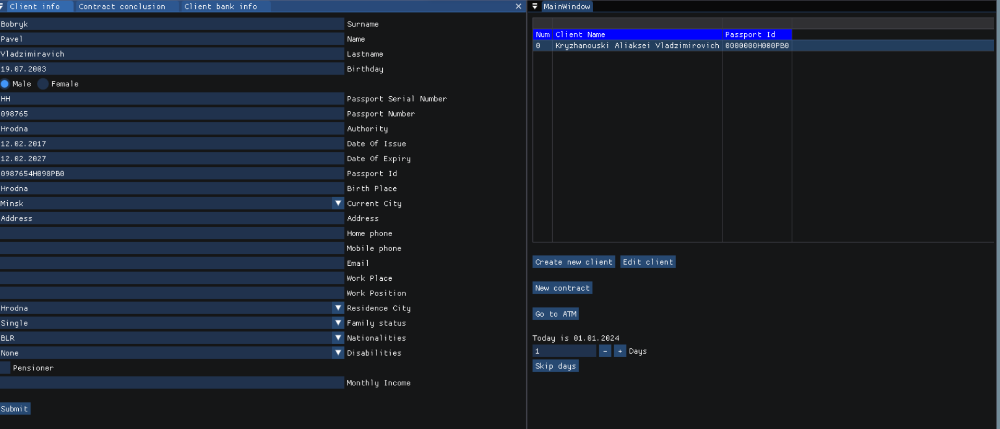 Client info Contract conclusion Client bank info
Bobryk Surname
Pavel Name
Vladzimiravich Lastname
19.07.2003 Birthday
Male Female
HH Passport Serial Number
098765 Passport Number
Hrodna Authority
12.02.2017 Date Of Issue
12.02.2027 Date Of Expiry
0987654H098PB0 Passport Id
Hrodna Birth Place
Minsk Current City
Address Address
Home phone
Mobile phone
Email
Work Place
Work Position
Hrodna Residence City
Single Family status
BLR Nationalities
None Disabilities
Pensioner
Monthly Income
Submit
MainWindow
Num Client Name Passport Id
0 Kryzhanouski Aliaksei Vladzimirovich 0000000H000PB0
Create new client Edit client
New contract
Go to ATM
Today is 01.01.2024
1 - + Days
Skip days